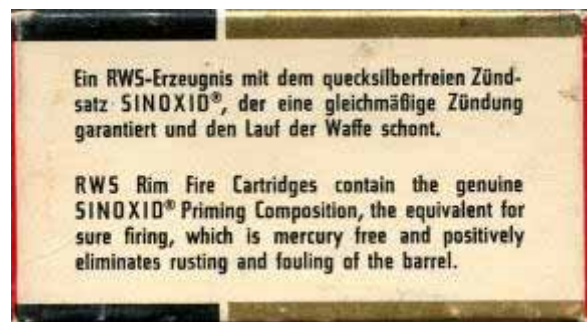 Ein RWS-Erzeugnis mit dem quecksilberfreien Zünd-
satz SINOXID®, der eine gleichmäßige Zündung
garantiert und den Lauf der Waffe schont.
RWS Rim Fire Cartridges contain the genuine
SINOXID® Priming Composition, the equivalent for
sure firing, which is mercury free and positively
eliminates rusting and fouling of the barrel.